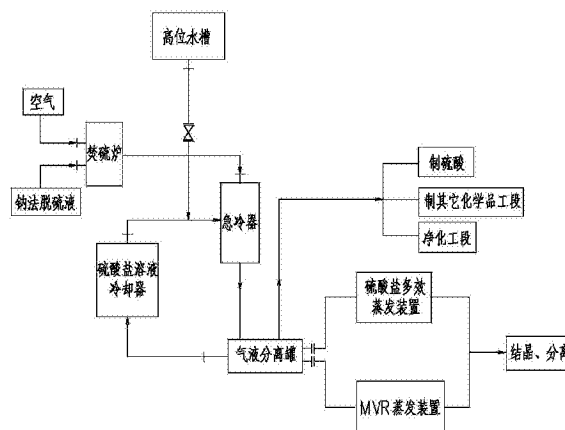 高位水槽
空气
焚硫炉
制硫酸
钠法脱硫液
急冷器
制其它化学品工段
净化工段
硫酸盐溶液
冷却器
硫酸盐多效
蒸发装置
气液分离罐
结晶、分离
MVR蒸发装置